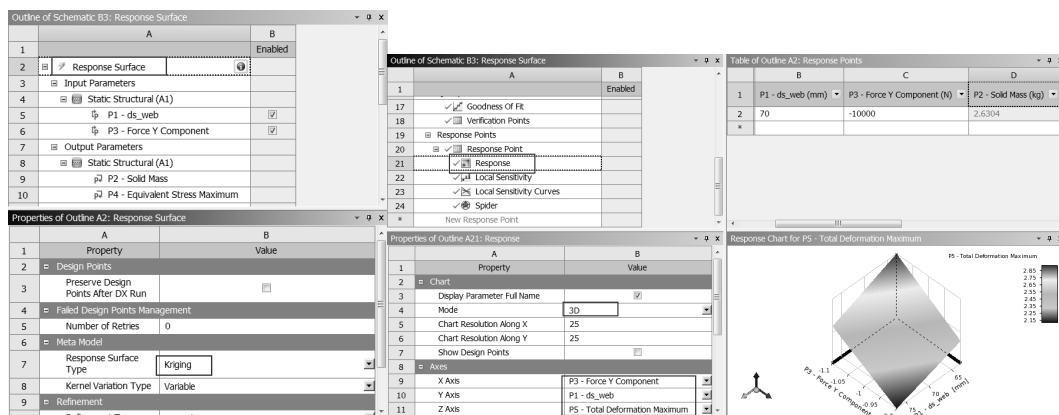 Outline of Schematic B3: Response Surface
A B
1 Enabled
2 Response Surface
3 Input Parameters
4 Static Structural (A1)
5 P1 - ds_web
6 P3 - Force Y Component
7 Output Parameters
8 Static Structural (A1)
9 P2 - Solid Mass
10 P4 - Equivalent Stress Maximum
Properties of Outline A2: Response Surface
A B
1 Property Value
2 Design Points
3 Preserve Design
Points After DX Run
4 Failed Design Points Management
5 Number of Retries 0
6 Meta Model
7 Response Surface
Type Kriging
8 Kernel Variation Type Variable
9 Refinement
Outline of Schematic B3: Response Surface
A B
1 Enabled
17 Goodness Of Fit
18 Verification Points
19 Response Points
20 Response Point
21 Response
22 Local Sensitivity
23 Local Sensitivity Curves
24 Spider
* New Response Point
Properties of Outline A21: Response
A B
1 Property Value
2 Chart
3 Display Parameter Full Name
4 Mode 3D
5 Chart Resolution Along X 25
6 Chart Resolution Along Y 25
7 Show Design Points
8 Axes
9 X Axis P3 - Force Y Component
10 Y Axis P1 - ds_web
11 Z Axis P5 - Total Deformation Maximum
Table of Outline A2: Response Points
B C D
1 P1 - ds_web (mm) P3 - Force Y Component (N) P2 - Solid Mass (kg)
2 70 -10000 2.6304
*
Response Chart for P5 - Total Deformation Maximum
P5 - Total Deformation Maximum
2.85
2.75
2.65
2.55
2.45
2.35
2.25
2.15
-1.1
-1.05
-1
-0.95
P3 - Force Y Component
65
70
75
P1 - ds_web [mm]